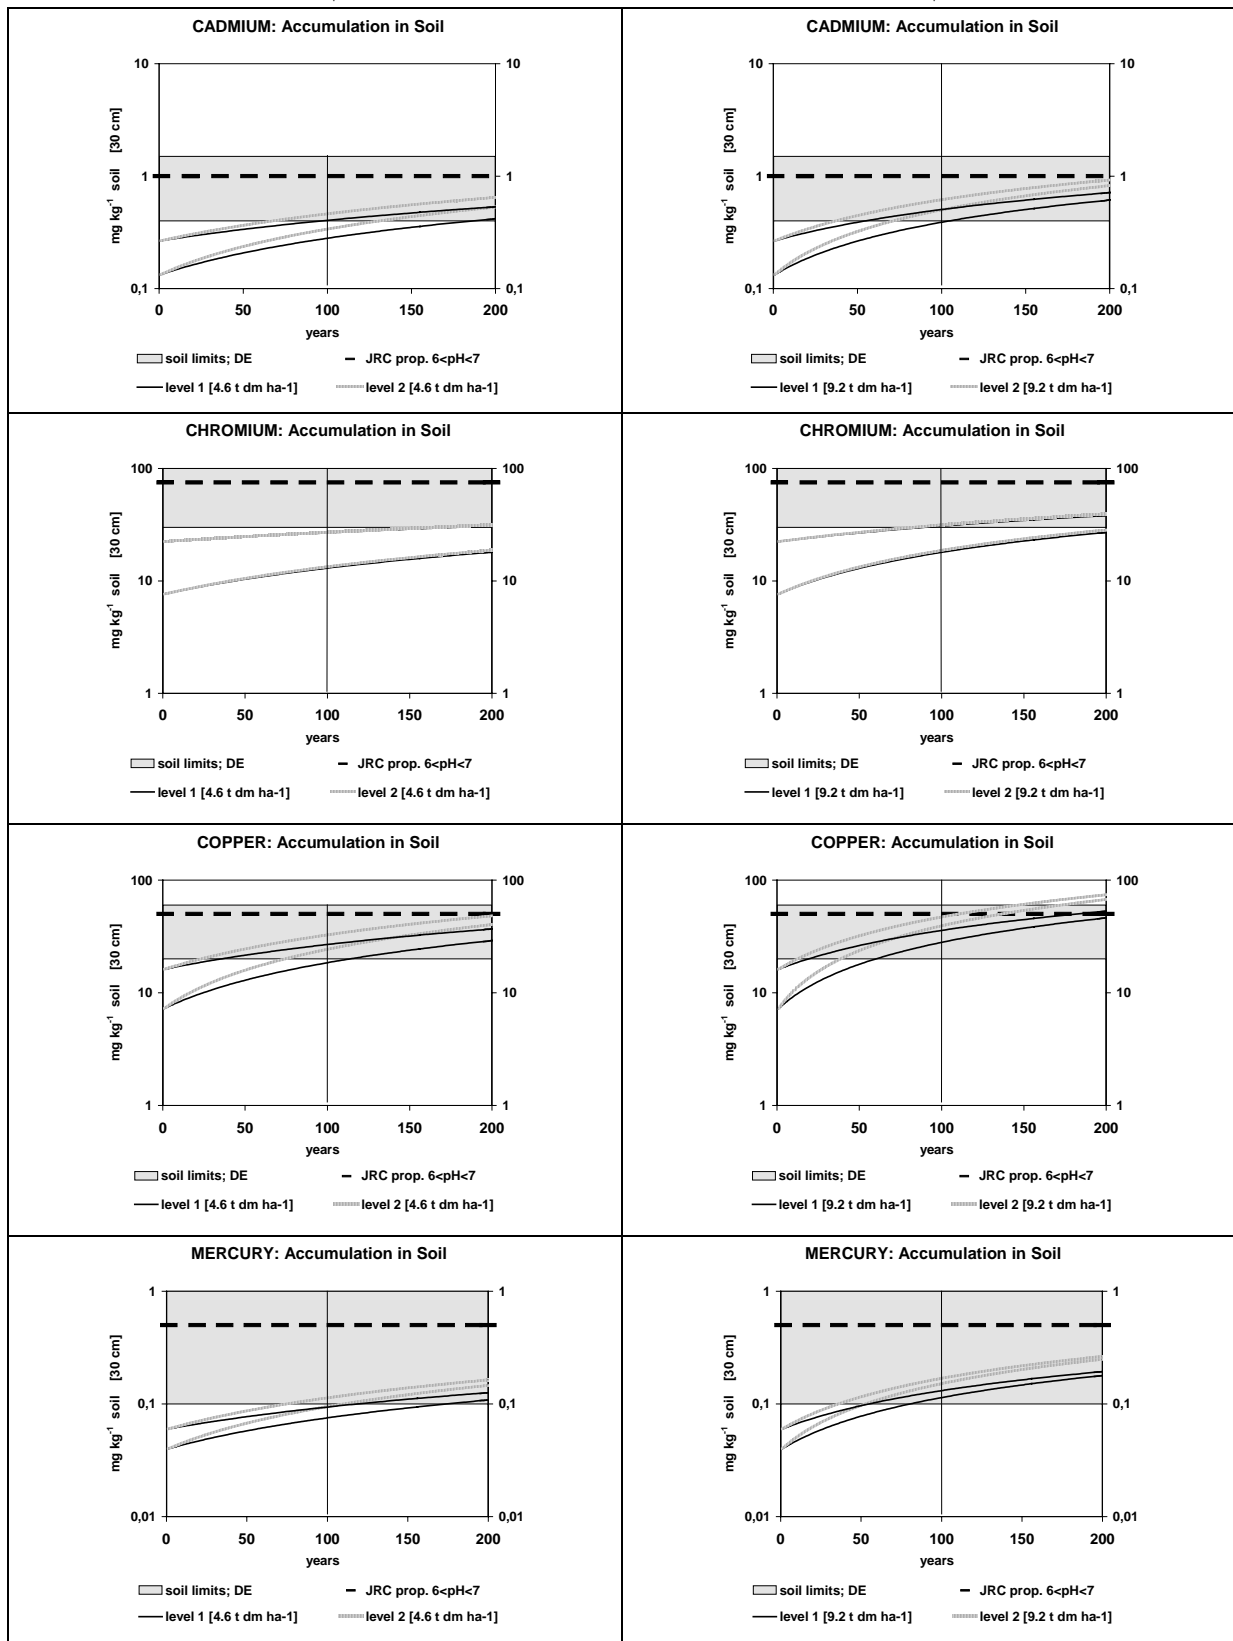 CADMIUM: Accumulation in Soil
mg kg-1 soil [30 cm]
10 10
1 1
0,1 0,1
0 50 100 150 200
years
soil limits; DE JRC prop. 6<pH<7
level 1 [4.6 t dm ha-1] level 2 [4.6 t dm ha-1]
CADMIUM: Accumulation in Soil
mg kg-1 soil [30 cm]
10 10
1 1
0,1 0,1
0 50 100 150 200
years
soil limits; DE JRC prop. 6<pH<7
level 1 [9.2 t dm ha-1] level 2 [9.2 t dm ha-1]
CHROMIUM: Accumulation in Soil
mg kg-1 soil [30 cm]
100 100
10 10
1 1
0 50 100 150 200
years
soil limits; DE JRC prop. 6<pH<7
level 1 [4.6 t dm ha-1] level 2 [4.6 t dm ha-1]
CHROMIUM: Accumulation in Soil
mg kg-1 soil [30 cm]
100 100
10 10
1 1
0 50 100 150 200
years
soil limits; DE JRC prop. 6<pH<7
level 1 [9.2 t dm ha-1] level 2 [9.2 t dm ha-1]
COPPER: Accumulation in Soil
mg kg-1 soil [30 cm]
100 100
10 10
1 1
0 50 100 150 200
years
soil limits; DE JRC prop. 6<pH<7
level 1 [4.6 t dm ha-1] level 2 [4.6 t dm ha-1]
COPPER: Accumulation in Soil
mg kg-1 soil [30 cm]
100 100
10 10
1 1
0 50 100 150 200
years
soil limits; DE JRC prop. 6<pH<7
level 1 [9.2 t dm ha-1] level 2 [9.2 t dm ha-1]
MERCURY: Accumulation in Soil
mg kg-1 soil [30 cm]
1 1
0,1 0,1
0,01 0,01
0 50 100 150 200
years
soil limits; DE JRC prop. 6<pH<7
level 1 [4.6 t dm ha-1] level 2 [4.6 t dm ha-1]
MERCURY: Accumulation in Soil
mg kg-1 soil [30 cm]
1 1
0,1 0,1
0,01 0,01
0 50 100 150 200
years
soil limits; DE JRC prop. 6<pH<7
level 1 [9.2 t dm ha-1] level 2 [9.2 t dm ha-1]